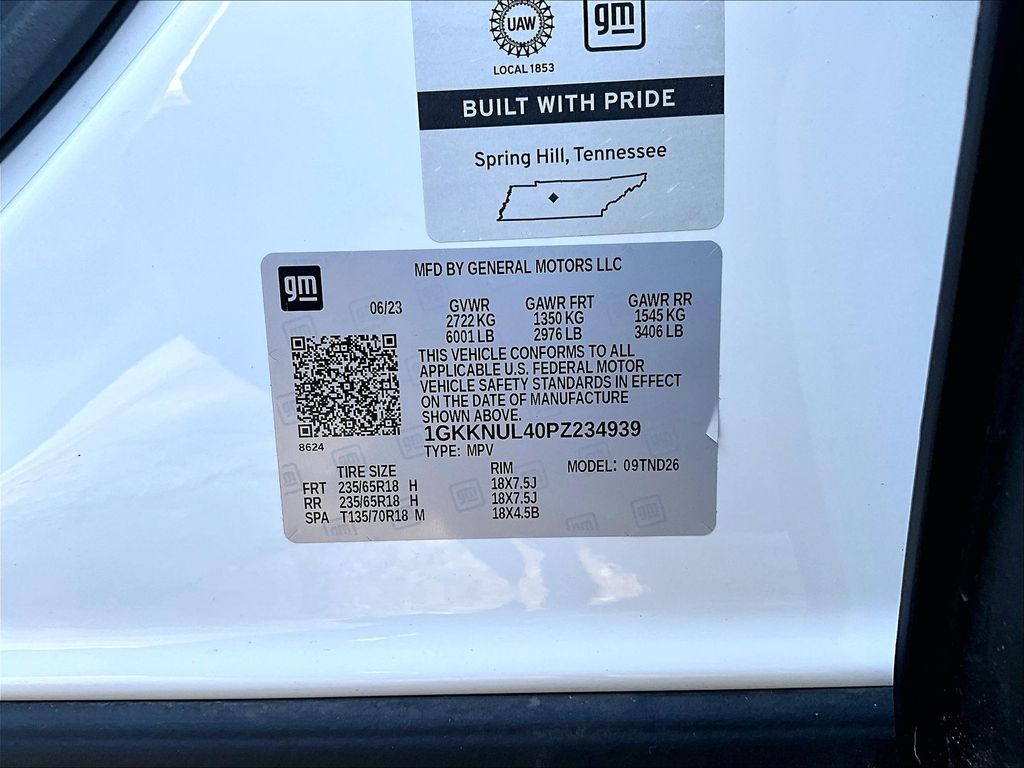 UAW
gm
LOCAL 1853
BUILT WITH PRIDE
Spring Hill, Tennessee
gm
MFD BY GENERAL MOTORS LLC
06/23 GVWR GAWR FRT GAWR RR
2722 KG 1350 KG 1545 KG
6001 LB 2976 LB 3406 LB
THIS VEHICLE CONFORMS TO ALL
APPLICABLE U.S. FEDERAL MOTOR
VEHICLE SAFETY STANDARDS IN EFFECT
ON THE DATE OF MANUFACTURE
SHOWN ABOVE.
8624
1GKKNUL40PZ234939
TYPE: MPV
TIRE SIZE RIM MODEL: 09TND26
FRT 235/65R18 H 18X7.5J
RR 235/65R18 H 18X7.5J
SPA T135/70R18 M 18X4.5B